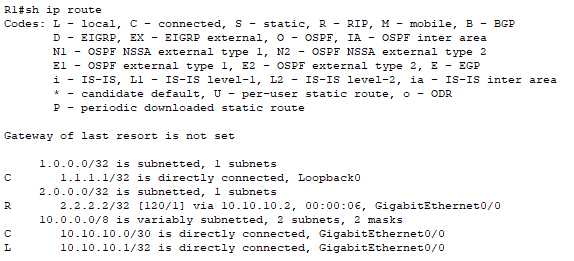 R1#sh ip route
Codes: L - local, C - connected, S - static, R - RIP, M - mobile, B - BGP
       D - EIGRP, EX - EIGRP external, O - OSPF, IA - OSPF inter area
       N1 - OSPF NSSA external type 1, N2 - OSPF NSSA external type 2
       E1 - OSPF external type 1, E2 - OSPF external type 2, E - EGP
       i - IS-IS, L1 - IS-IS level-1, L2 - IS-IS level-2, ia - IS-IS inter area
       * - candidate default, U - per-user static route, o - ODR
       P - periodic downloaded static route
Gateway of last resort is not set
     1.0.0.0/32 is subnetted, 1 subnets
C       1.1.1.1/32 is directly connected, Loopback0
     2.0.0.0/32 is subnetted, 1 subnets
R       2.2.2.2/32 [120/1] via 10.10.10.2, 00:00:06, GigabitEthernet0/0
     10.0.0.0/8 is variably subnetted, 2 subnets, 2 masks
C       10.10.10.0/30 is directly connected, GigabitEthernet0/0
L       10.10.10.1/32 is directly connected, GigabitEthernet0/0